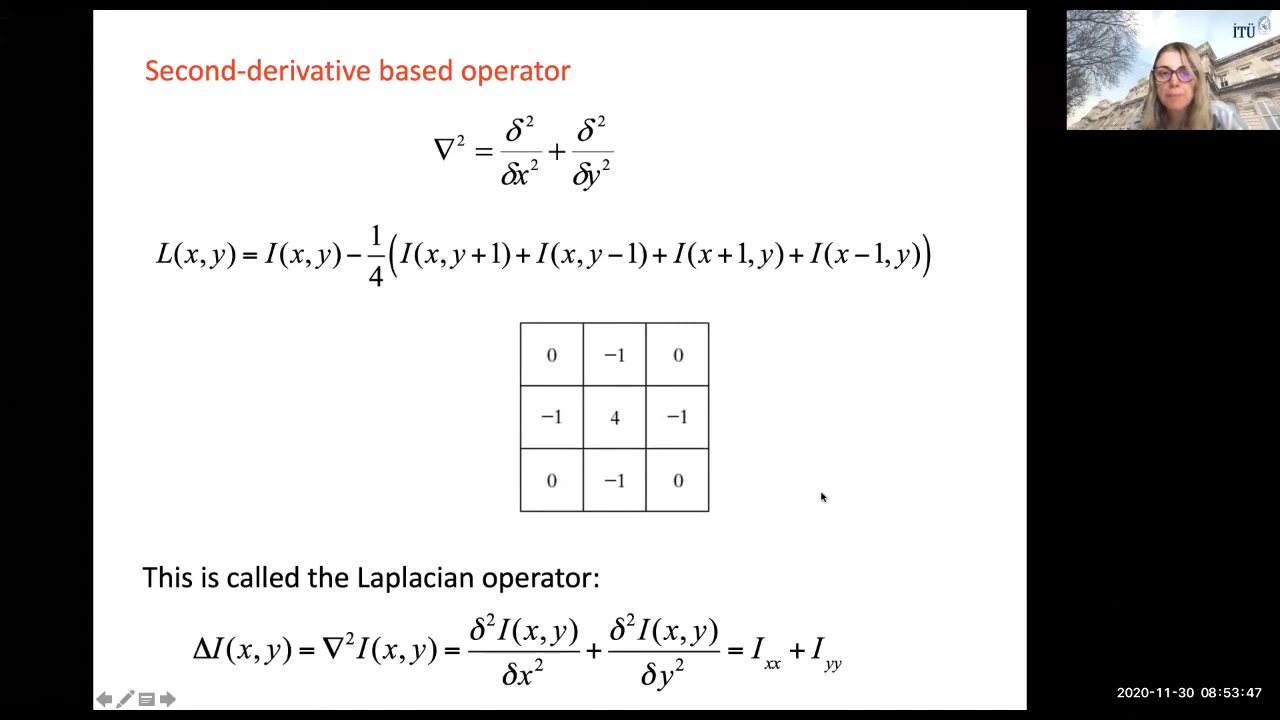 Second-derivative based operator
∇² = δ²/δx² + δ²/δy²
L(x, y) = I(x, y) − 1/4 (I(x, y + 1) + I(x, y − 1) + I(x + 1, y) + I(x − 1, y))
0 −1 0
−1 4 −1
0 −1 0
This is called the Laplacian operator:
ΔI(x, y) = ∇²I(x, y) = δ²I(x, y)/δx² + δ²I(x, y)/δy² = I_xx + I_yy
İTÜ
2020-11-30 08:53:47